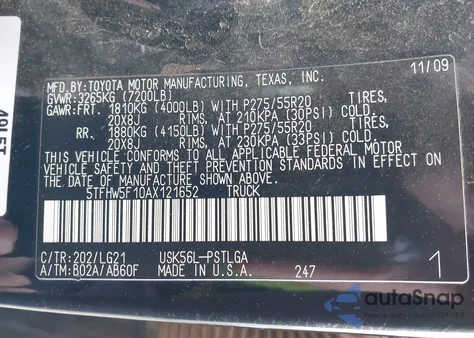 MFD.BY:TOYOTA MOTOR MANUFACTURING, TEXAS, INC. 11/09
GVWR:3265KG (7200LB)
GAWR:FRT. 1810KG (4000LB) WITH P275/55R20 TIRES,
20X8J RIMS, AT 210KPA (30PSI) COLD.
RR. 1880KG (4150LB) WITH P275/55R20 TIRES,
20X8J RIMS, AT 230KPA (33PSI) COLD.
THIS VEHICLE CONFORMS TO ALL APPLICABLE FEDERAL MOTOR
VEHICLE SAFETY AND THEFT PREVENTION STANDARDS IN EFFECT
ON THE DATE OF MANUFACTURE SHOWN ABOVE.
5TFHW5F10AX121652 TRUCK
C/TR:202/LG21 USK56L-PSTLGA
A/TM:B02A/AB60F MADE IN U.S.A. 247 1
autoSnap